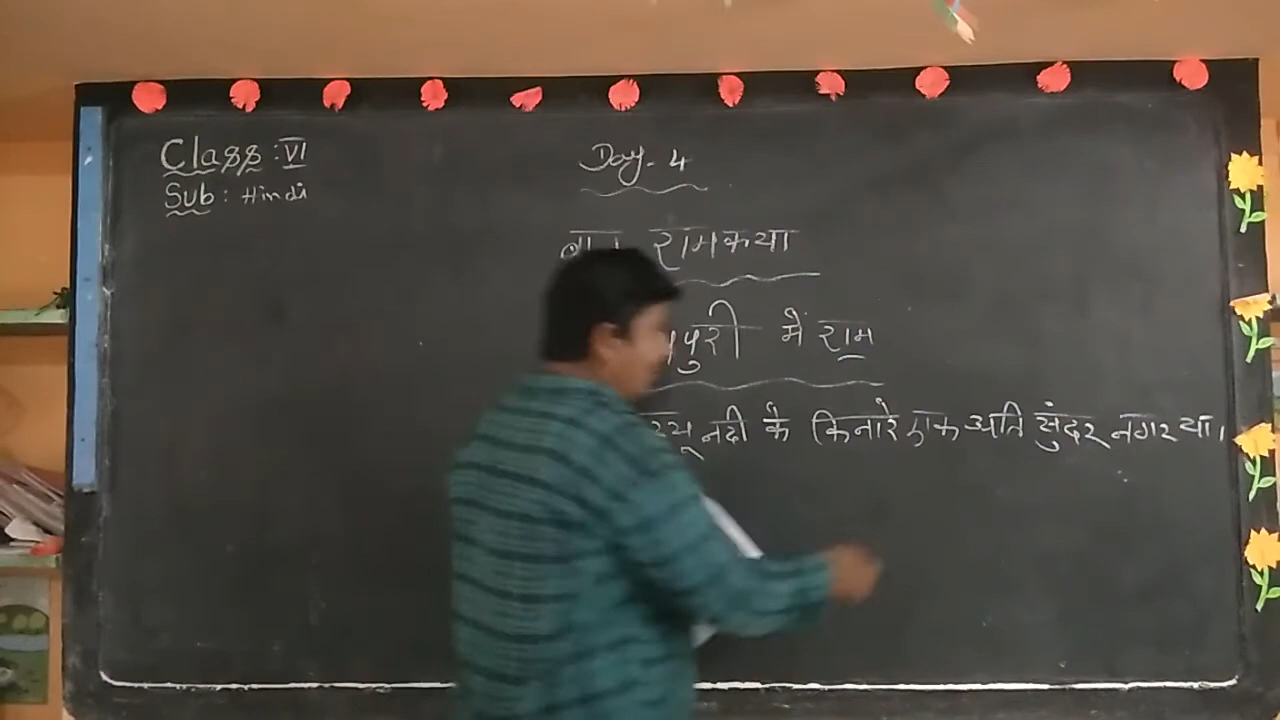 Class : VI
Sub : Hindi
Day - 4
रामकथा
पुरी में राम
नदी के किनारे एक अति सुंदर नगर था।